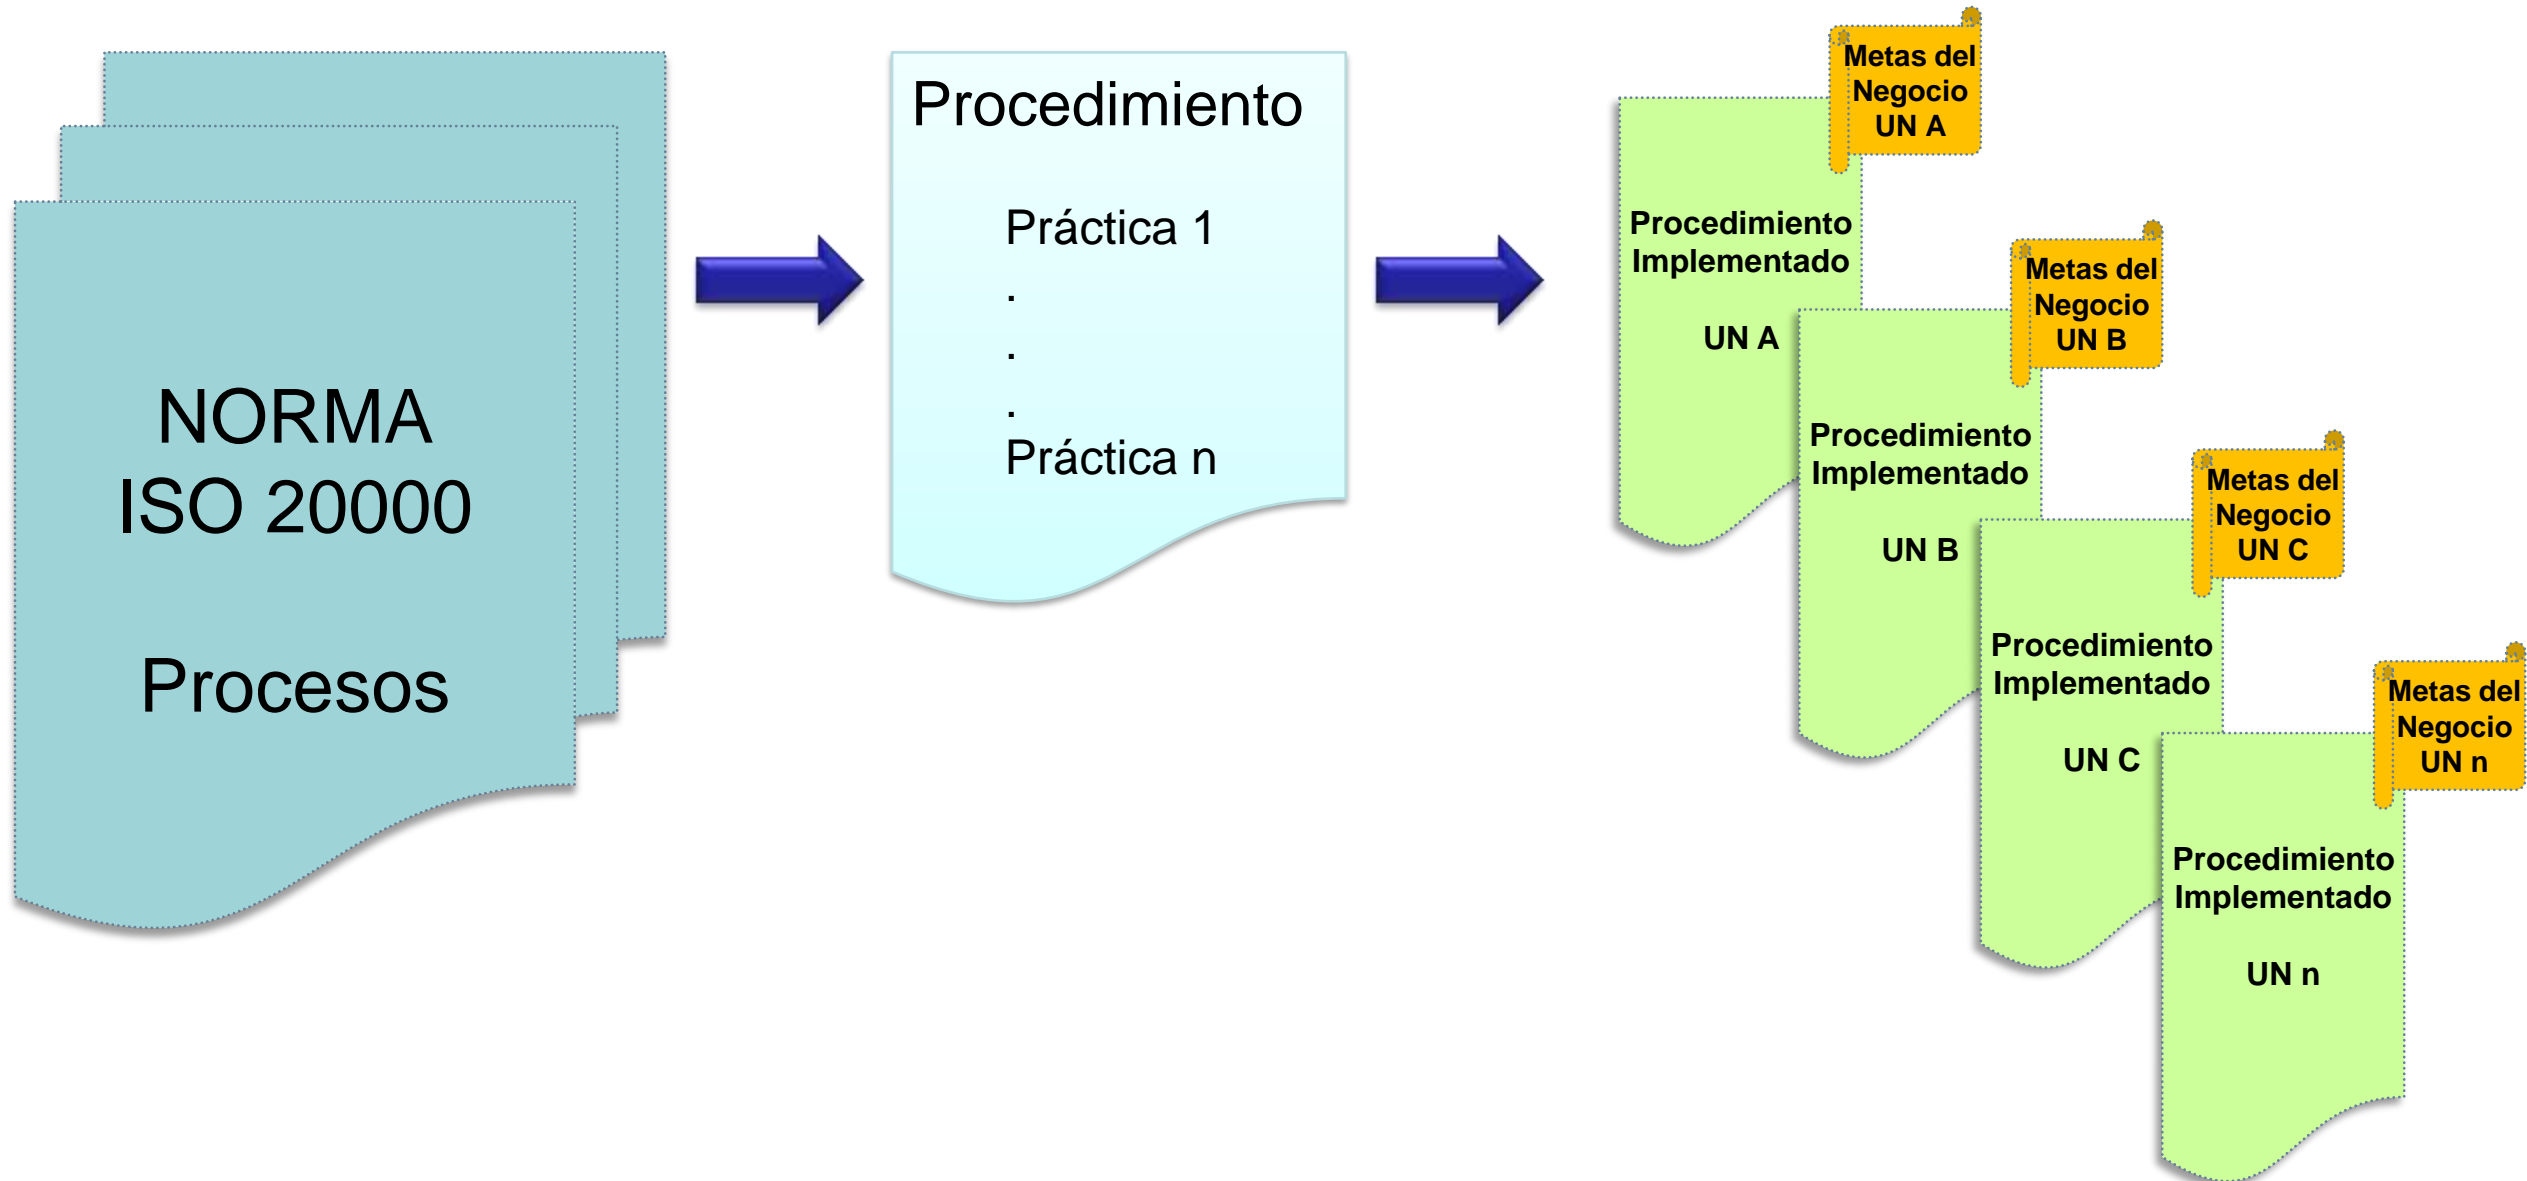 NORMA
ISO 20000
Procesos
Procedimiento
Práctica 1
.
.
.
Práctica n
Metas del
Negocio
UN A
Procedimiento
Implementado
UN A
Metas del
Negocio
UN B
Procedimiento
Implementado
UN B
Metas del
Negocio
UN C
Procedimiento
Implementado
UN C
Metas del
Negocio
UN n
Procedimiento
Implementado
UN n